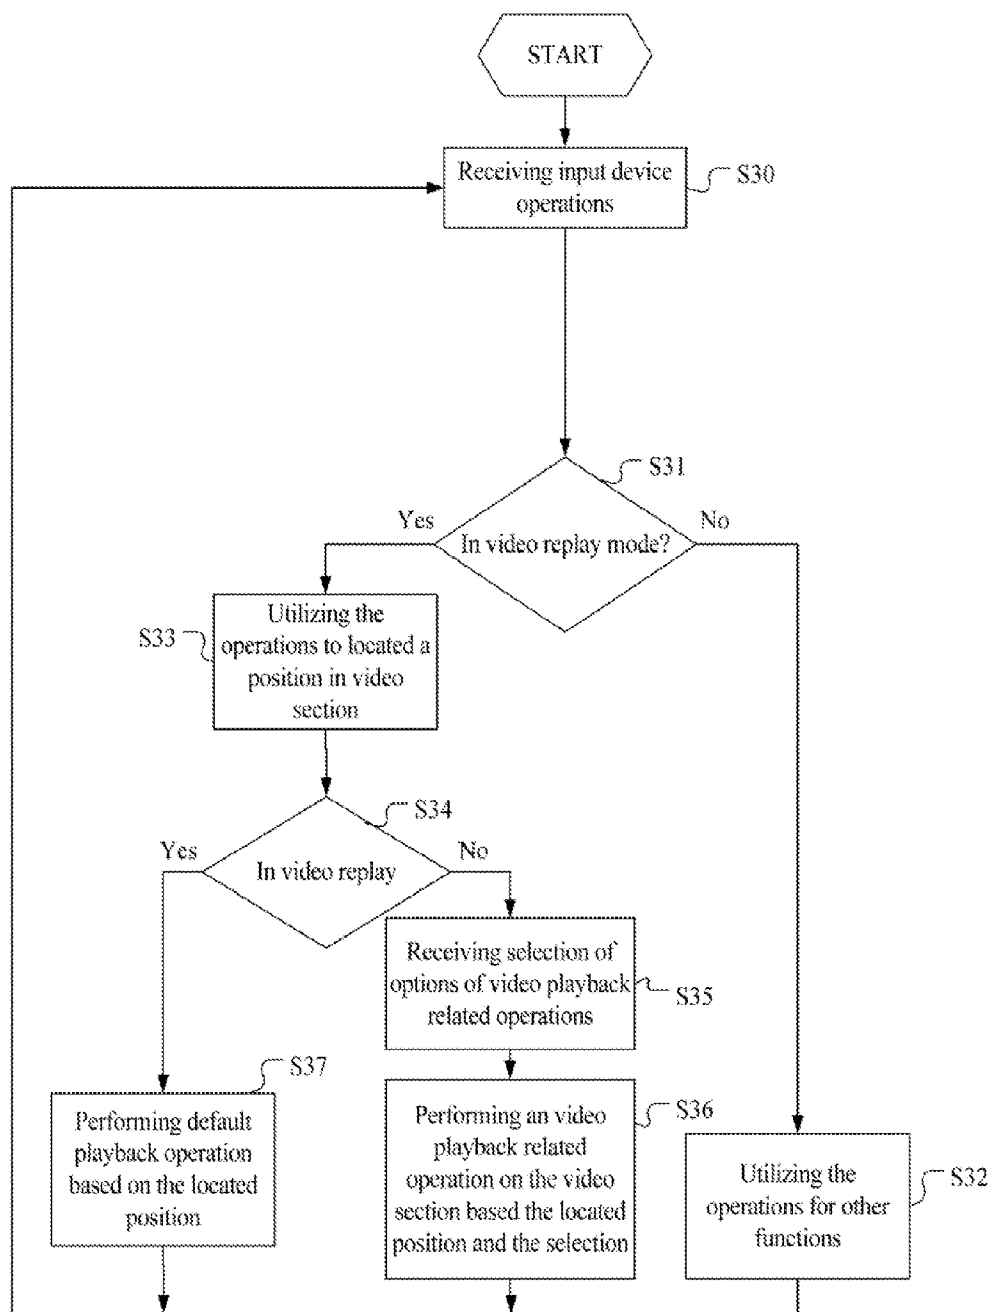 START
Receiving input device
operations
S30
S31
Yes
No
In video replay mode?
Utilizing the
operations to located a
position in video
section
S33
S34
Yes
No
In video replay
Receiving selection of
options of video playback
related operations
S35
S37
Performing default
playback operation
based on the located
position
Performing an video
playback related
operation on the video
section based the located
position and the selection
S36
Utilizing the
operations for other
functions
S32